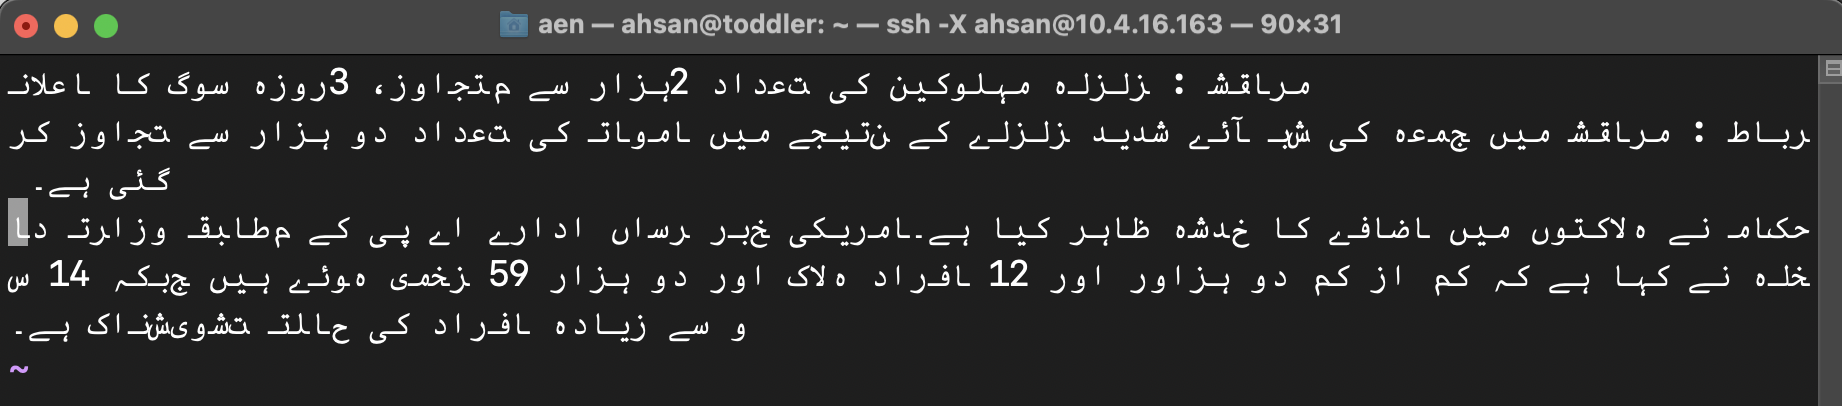 aen — ahsan@toddler: ~ — ssh -X ahsan@10.4.16.163 — 90×31
مراقش : زلزلہ مہلوکین کی تعداد 2ہزار سے متجاوز، 3روزہ سوگ کا اعلان
رباط : مراقش میں جمعہ کی شب آئے شدید زلزلے کے نتیجے میں اموات کی تعداد دو ہزار سے تجاوز کر
گئی ہے۔
حکام نے ہلاکتوں میں اضافے کا خدشہ ظاہر کیا ہے۔امریکی خبر رساں ادارے اے پی کے مطابق وزارت دا
خلہ نے کہا ہے کہ کم از کم دو ہزاور اور 12 افراد ہلاک اور دو ہزار 59 زخمی ہوئے ہیں جبکہ 14 س
و سے زیادہ افراد کی حالت تشویشناک ہے۔
~